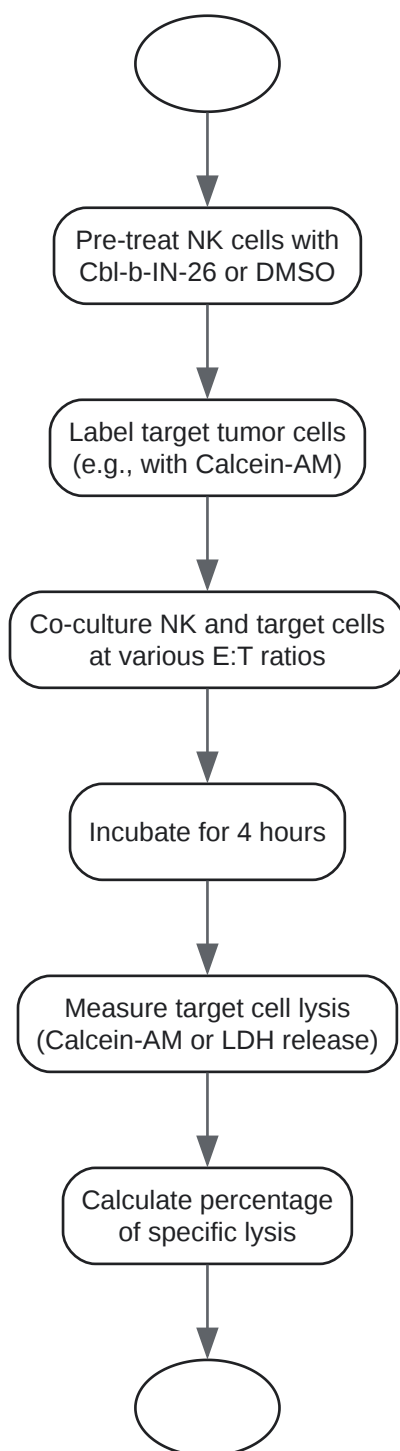 Pre-treat NK cells with
Cbl-b-IN-26 or DMSO
Label target tumor cells
(e.g., with Calcein-AM)
Co-culture NK and target cells
at various E:T ratios
Incubate for 4 hours
Measure target cell lysis
(Calcein-AM or LDH release)
Calculate percentage
of specific lysis